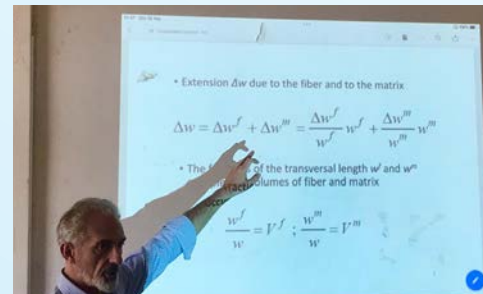 • Extension Δw due to the fiber and to the matrix
Δw = Δw^f + Δw^m = Δw^f/w^f w^f + Δw^m/w^m w^m
• The of the transversal length w^f and w^m
volumes of fiber and matrix
w^f/w = V^f ; w^m/w = V^m